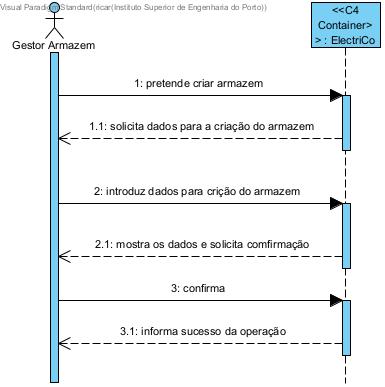 Visual Paradigm Standard(ricar(Instituto Superior de Engenharia do Porto))
Gestor Armazem
<<C4
Container>
> : ElectriCo
1: pretende criar armazem
1.1: solicita dados para a criação do armazem
2: introduz dados para crição do armazem
2.1: mostra os dados e solicita comfirmação
3: confirma
3.1: informa sucesso da operação